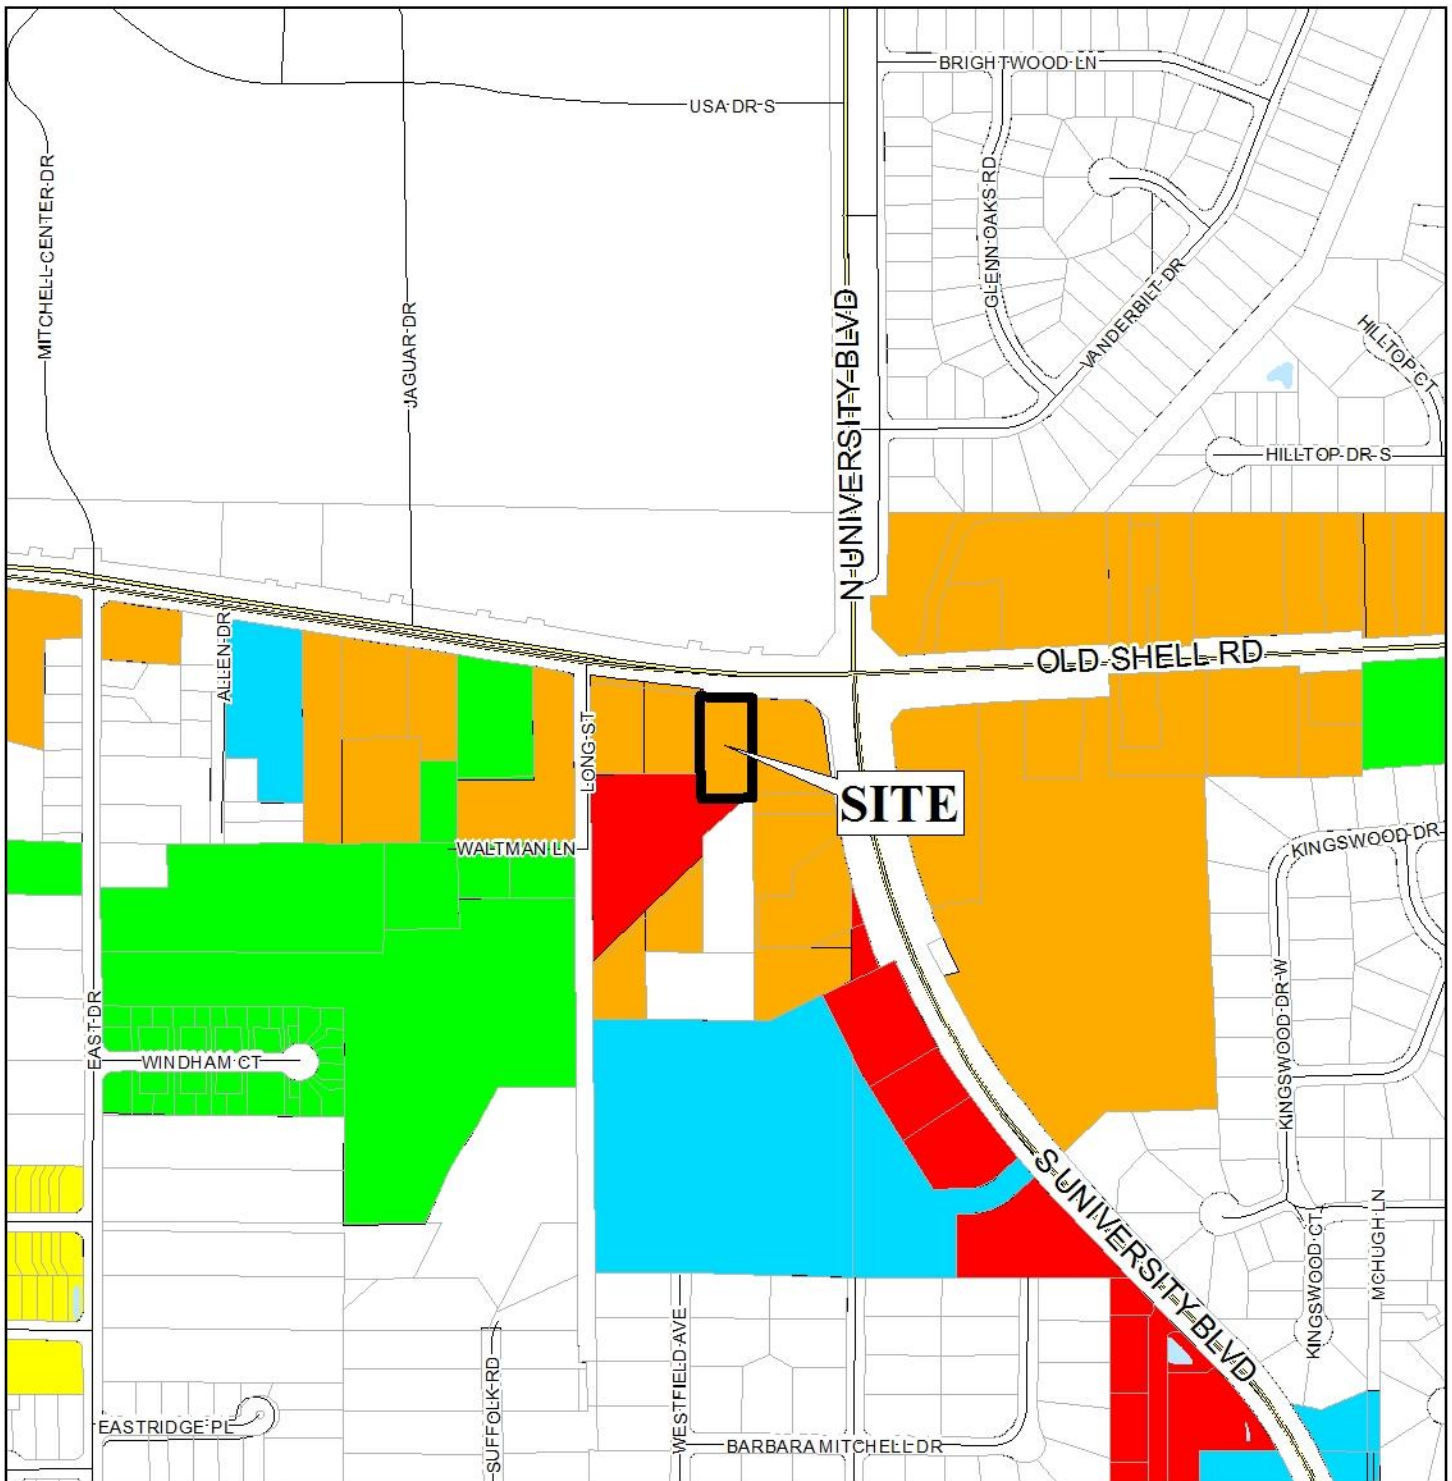 BRIGHTWOOD LN
USA DR S
MITCHELL CENTER DR
GLENN OAKS RD
VANDERBILT DR
N UNIVERSITY BLVD
JAGUAR DR
HILLTOP CT
HILLTOP DR S
ALLEN DR
OLD SHELL RD
LONG ST
SITE
WALTMAN LN
KINGSWOOD DR
EAST DR
KINGSWOOD DR W
WINDHAM CT
S UNIVERSITY BLVD
KINGSWOOD CT
MCHUGH LN
EASTRIDGE PL
SUFFOLK RD
WESTFIELD AVE
BARBARA MITCHELL DR